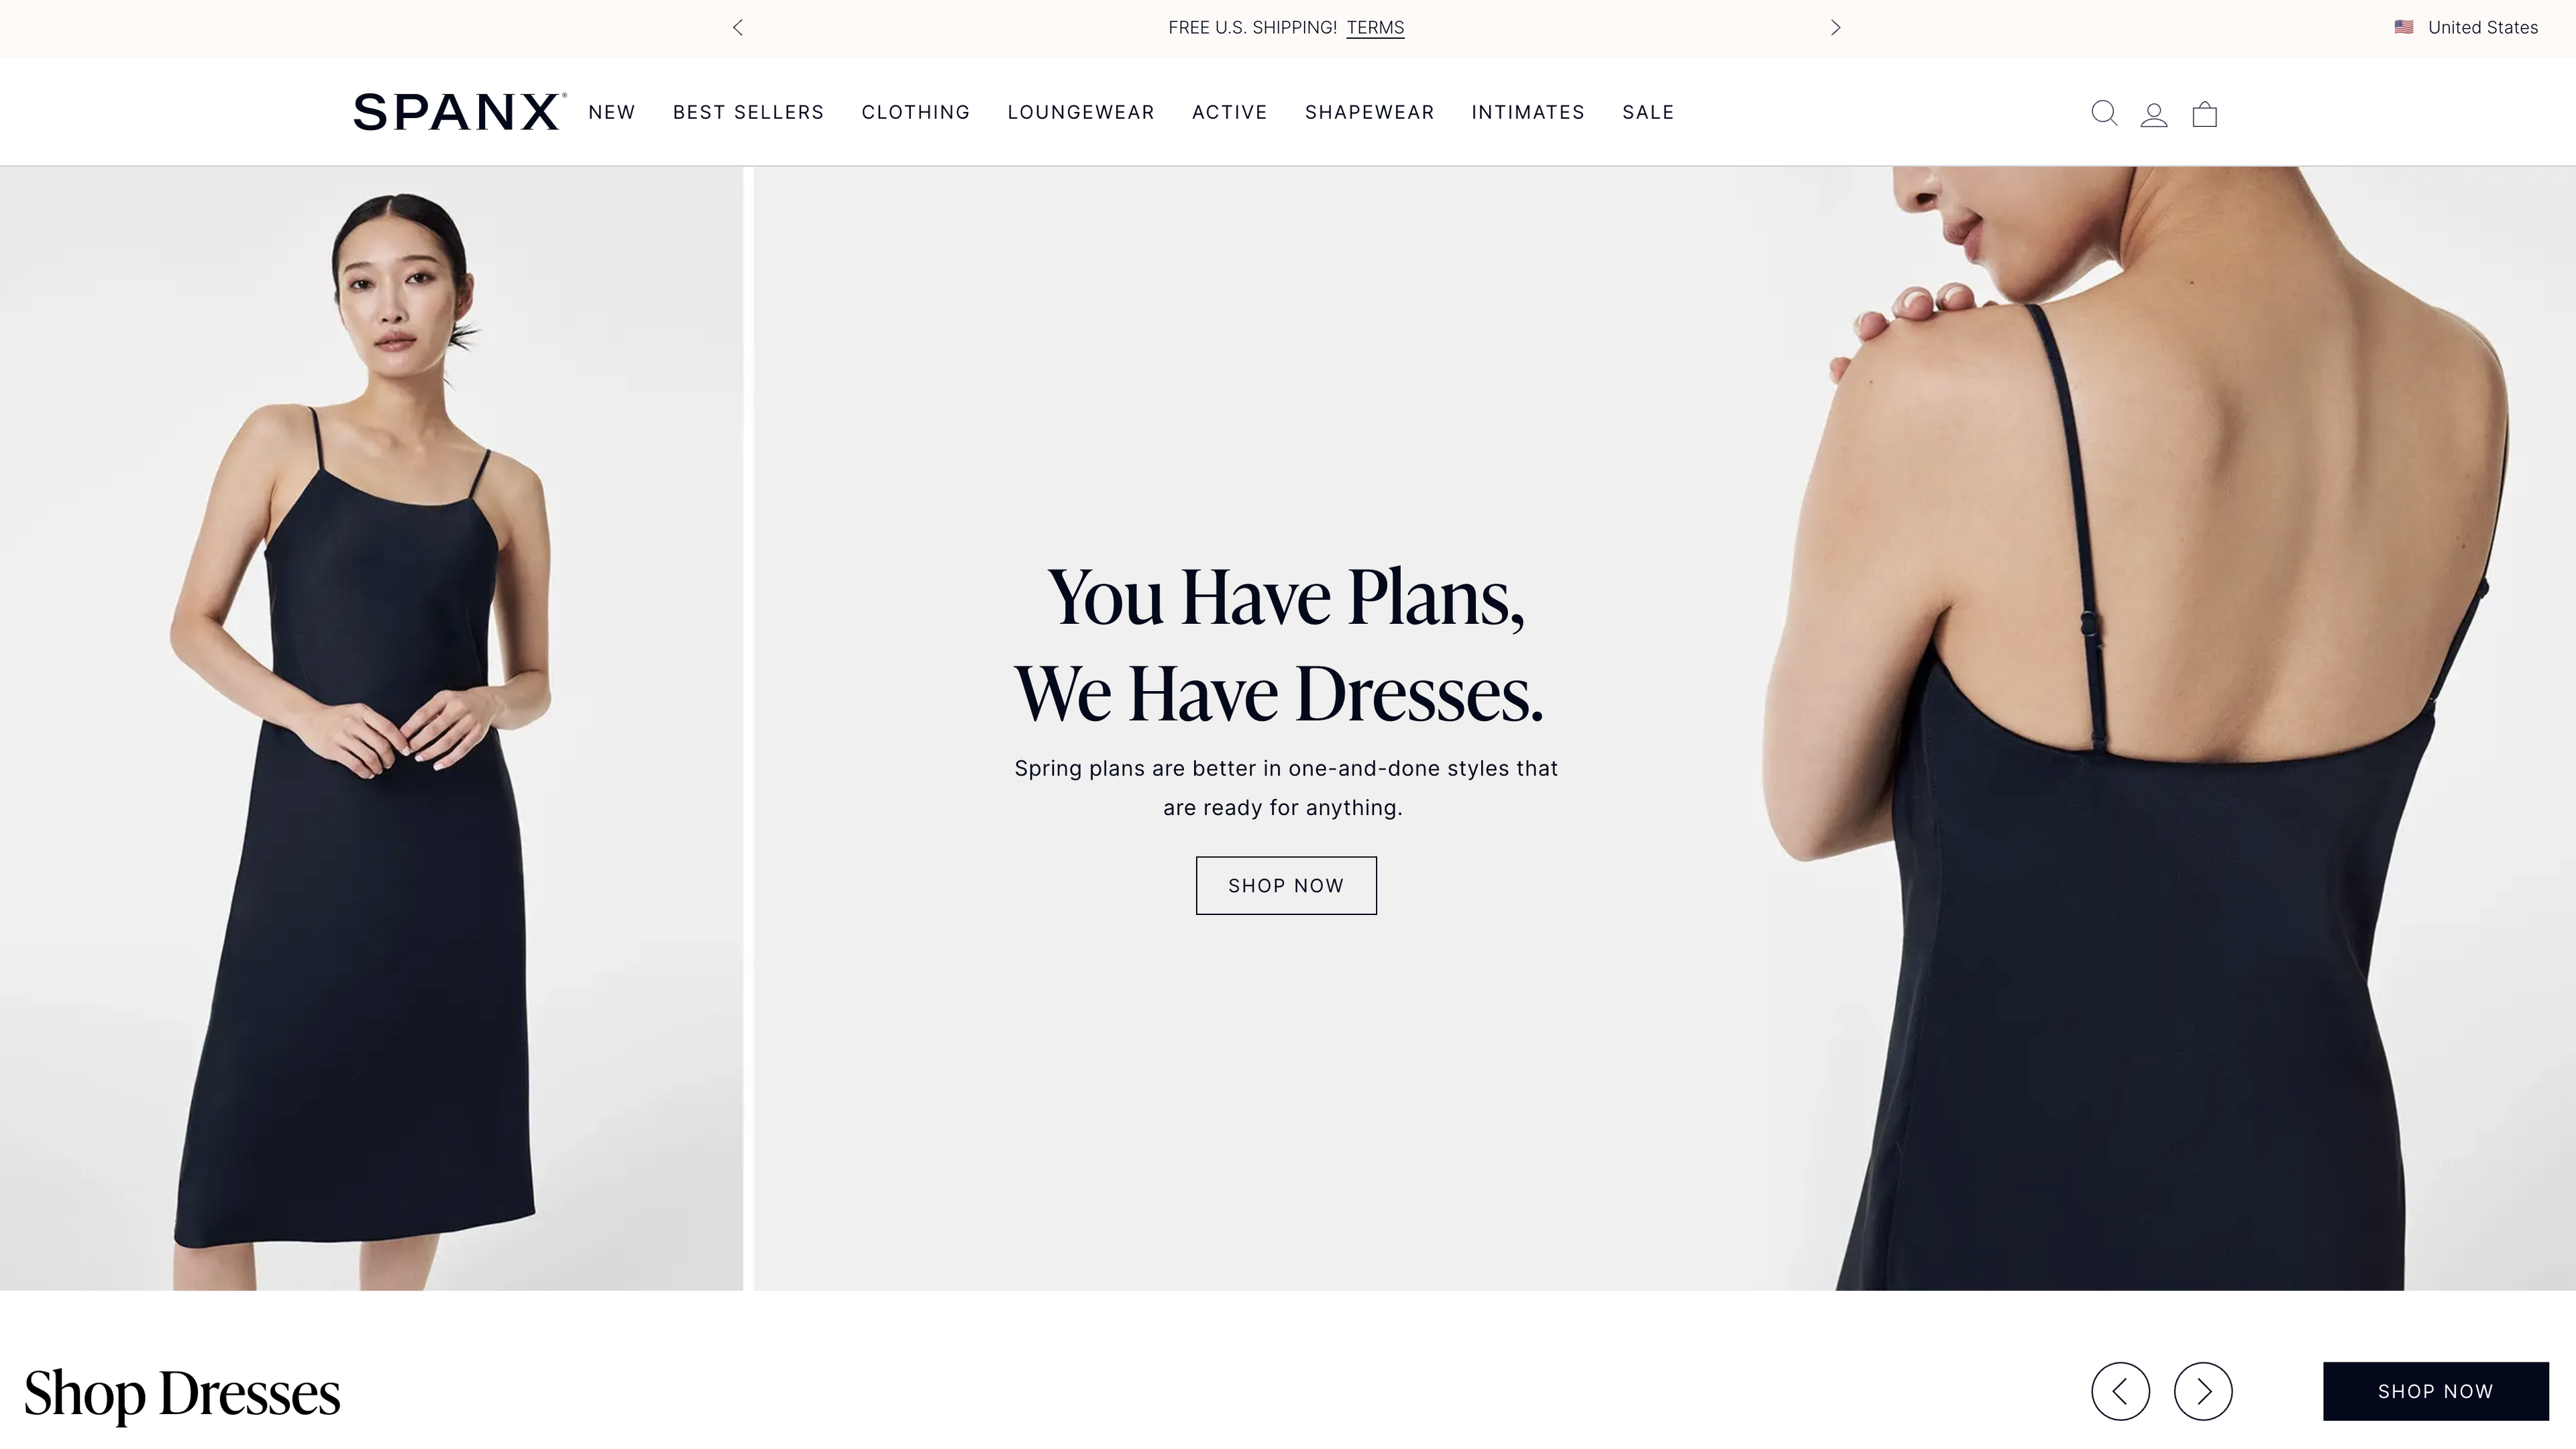 FREE U.S. SHIPPING! TERMS
United States
SPANX®
NEW BEST SELLERS CLOTHING LOUNGEWEAR ACTIVE SHAPEWEAR INTIMATES SALE
You Have Plans,
We Have Dresses.
Spring plans are better in one-and-done styles that
are ready for anything.
SHOP NOW
Shop Dresses
SHOP NOW